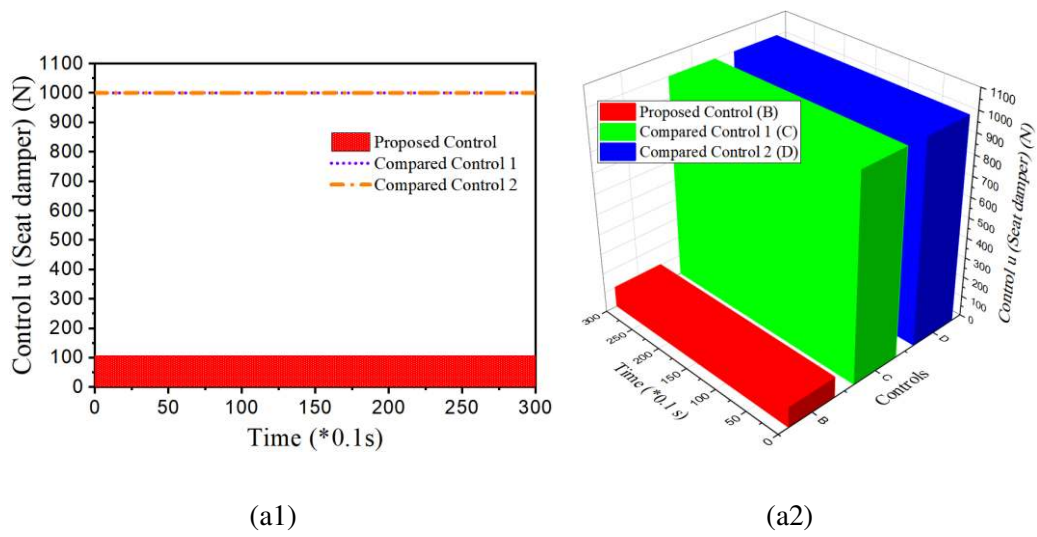 1100
1000
900
800
700
600
500
400
300
200
100
0
Control u (Seat damper) (N)
Proposed Control
Compared Control 1
Compared Control 2
0 50 100 150 200 250 300
Time (*0.1s)
(a1)
Proposed Control (B)
Compared Control 1 (C)
Compared Control 2 (D)
1100
1000
900
800
700
600
500
400
300
200
100
0
Control u (Seat damper) (N)
300 250 200 150 100 50 0
Time (*0.1 s)
B C D
Controls
(a2)